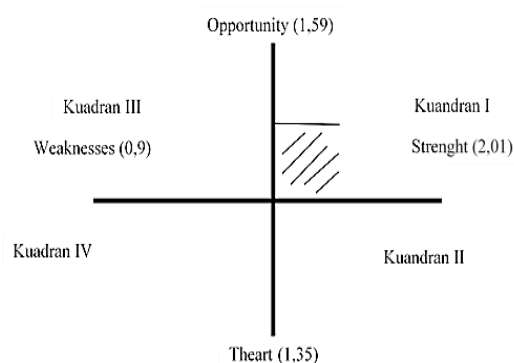 Opportunity (1,59)
Kuadran III
Kuandran I
Weaknesses (0,9)
Strenght (2,01)
Kuadran IV
Kuandran II
Theart (1,35)